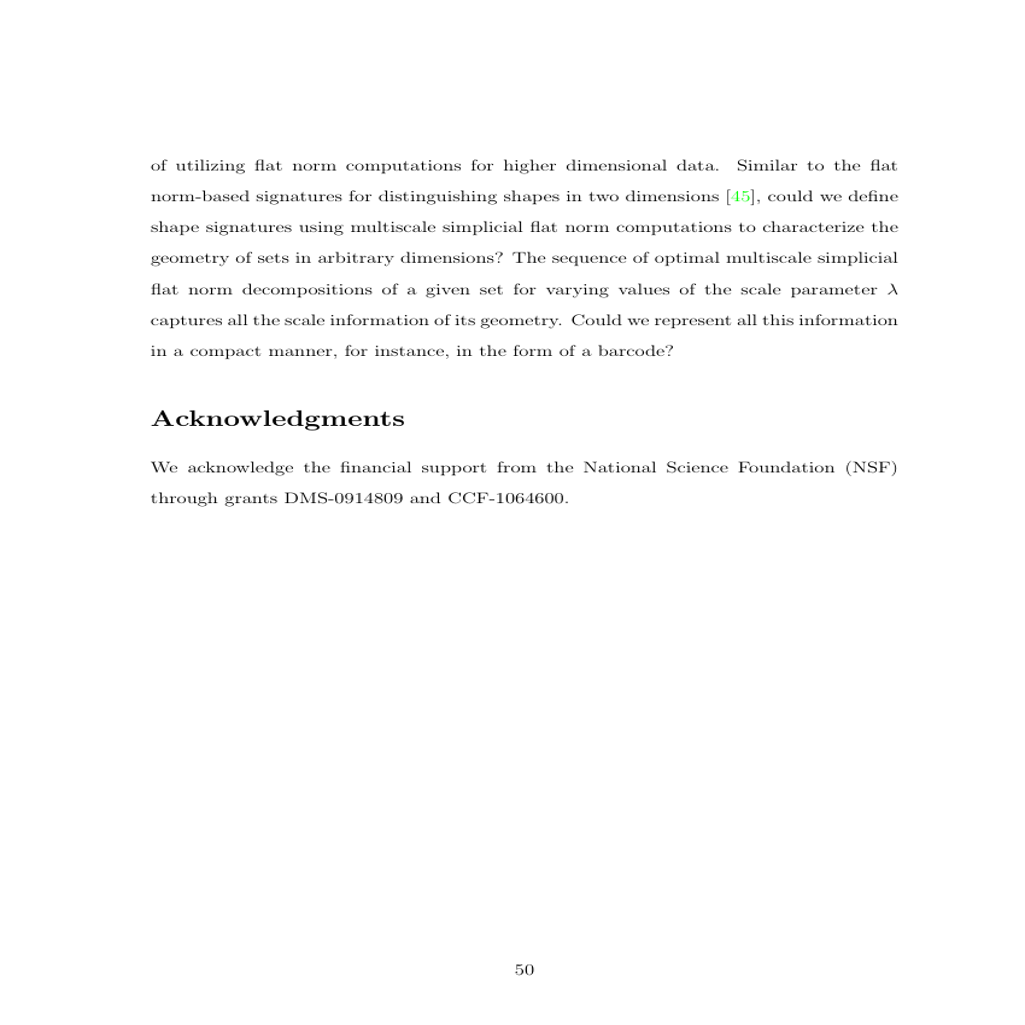 of utilizing flat norm computations for higher dimensional data. Similar to the flat
norm-based signatures for distinguishing shapes in two dimensions [45], could we define
shape signatures using multiscale simplicial flat norm computations to characterize the
geometry of sets in arbitrary dimensions? The sequence of optimal multiscale simplicial
flat norm decompositions of a given set for varying values of the scale parameter λ
captures all the scale information of its geometry. Could we represent all this information
in a compact manner, for instance, in the form of a barcode?
Acknowledgments
We acknowledge the financial support from the National Science Foundation (NSF)
through grants DMS-0914809 and CCF-1064600.
50